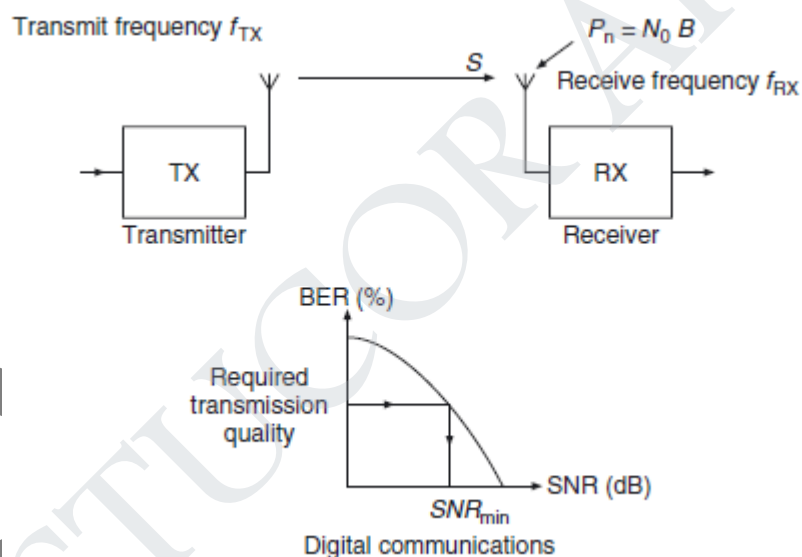 Transmit frequency fTX
Pn = N0 B
S
Receive frequency fRX
TX
RX
Transmitter
Receiver
BER (%)
Required
transmission
quality
SNR (dB)
SNRmin
Digital communications
STUCOR A